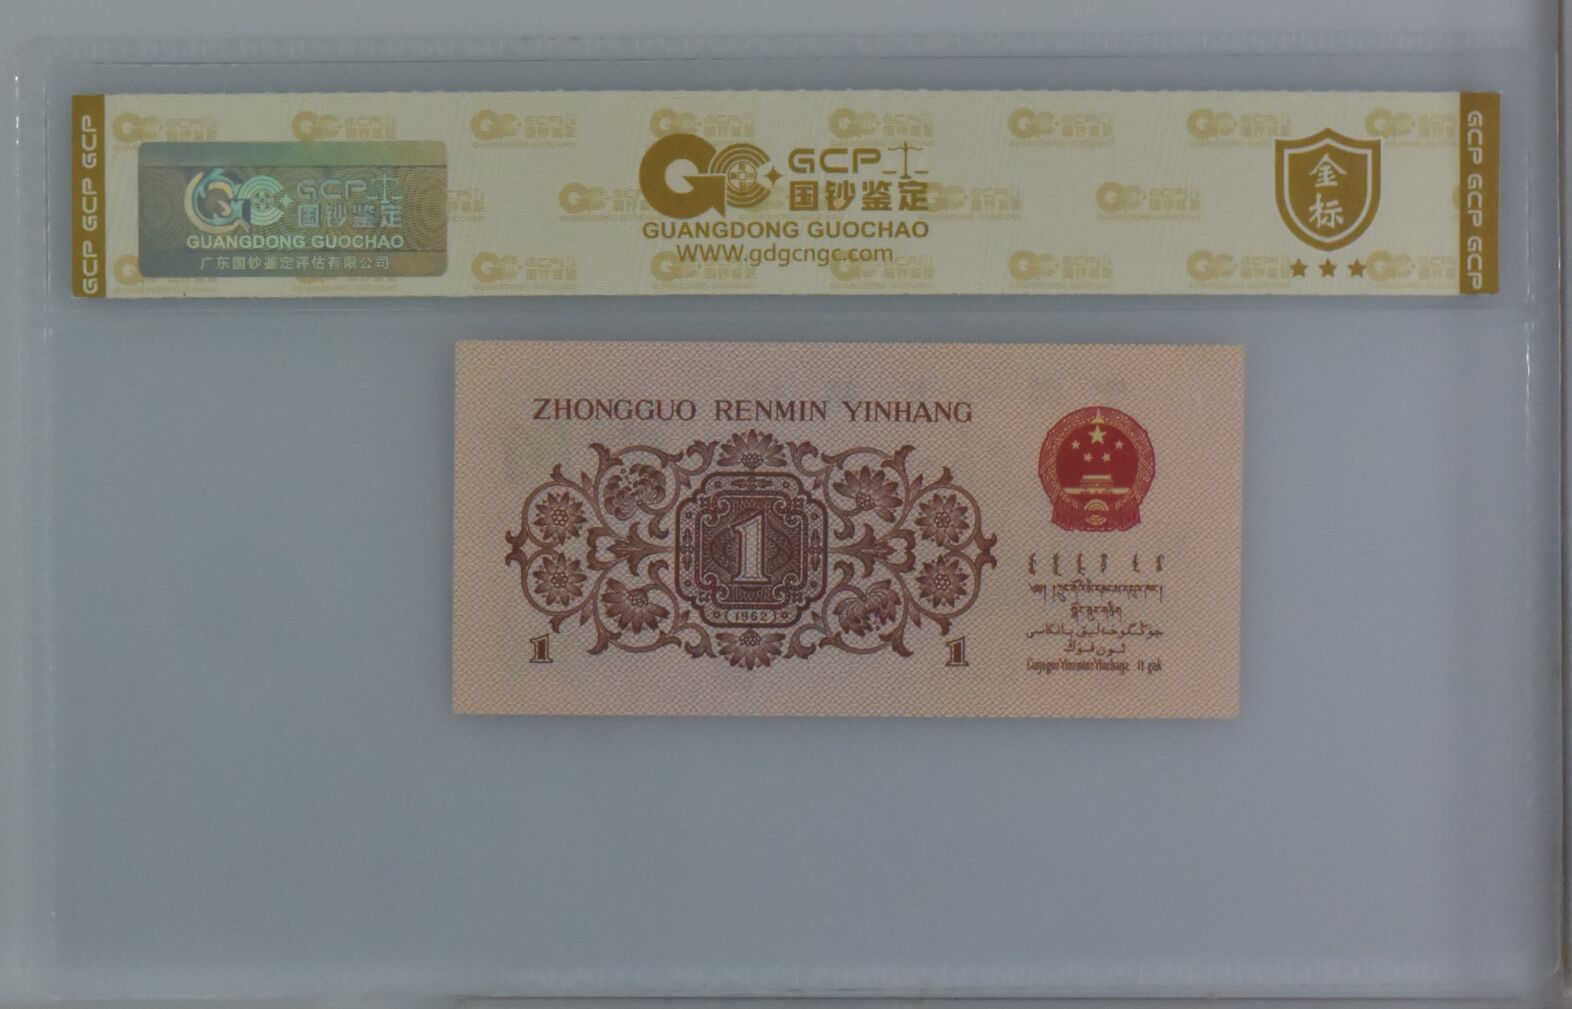 GCP GCP GCP
GCP
国钞鉴定
GUANGDONG GUOCHAO
广东国钞鉴定评估有限公司
GCP
国钞鉴定
GUANGDONG GUOCHAO
WWW.gdgcngc.com
金
标
GCP GCP GCP
ZHONGGUO RENMIN YINHANG
1
(1962)
1
1
جۇڭگوخەلىق بانكاسى